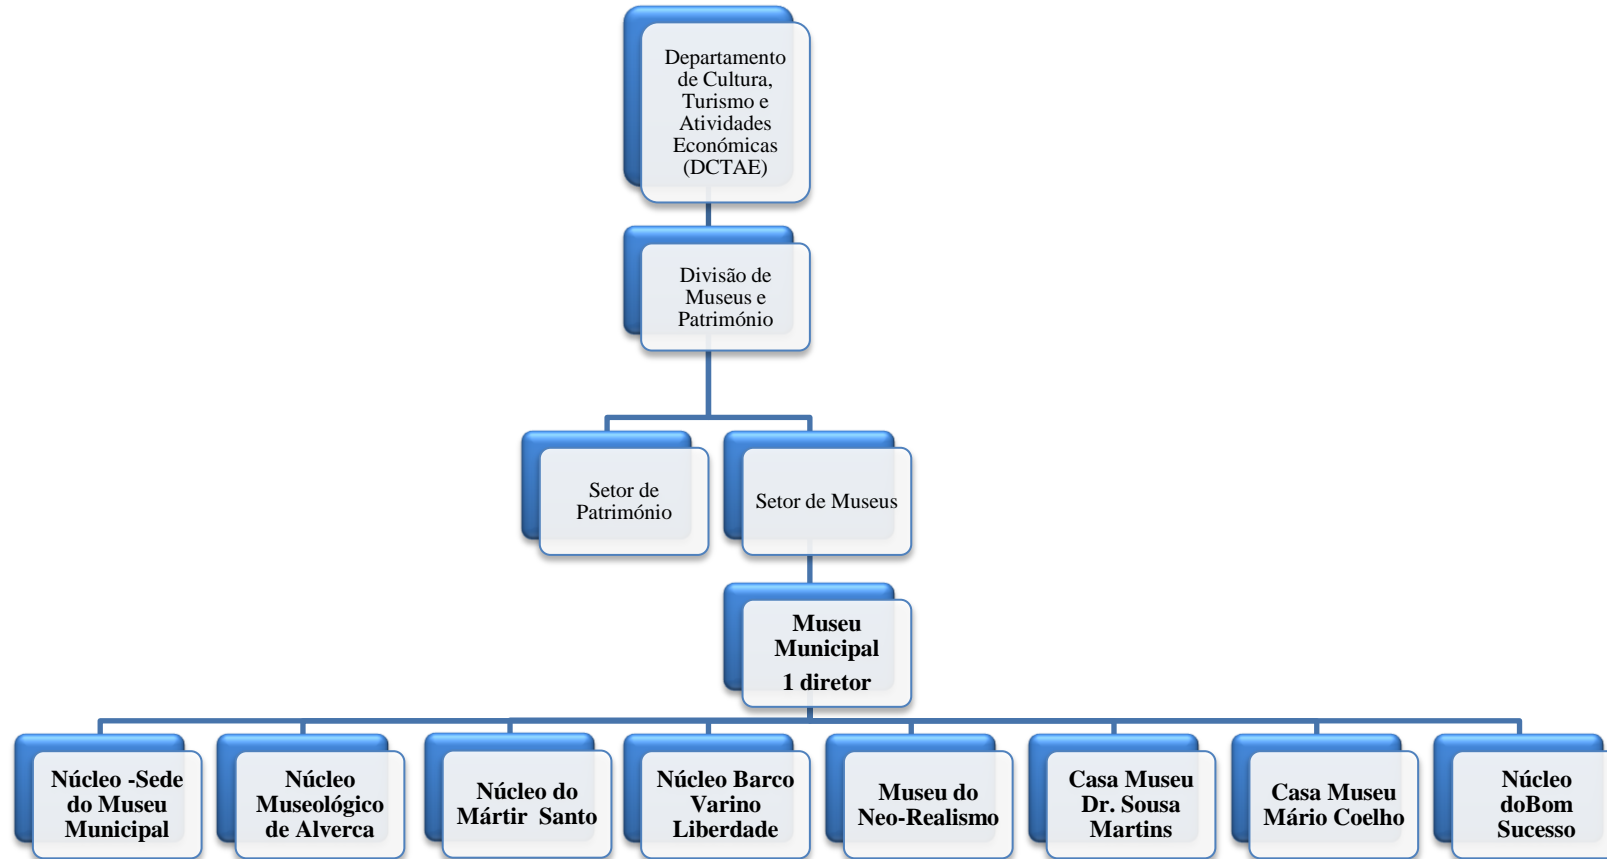 Departamento
de Cultura,
Turismo e
Atividades
Económicas
(DCTAE)
Divisão de
Museus e
Património
Setor de
Património
Setor de Museus
Museu
Municipal
1 diretor
Núcleo -Sede
do Museu
Municipal
Núcleo
Museológico
de Alverca
Núcleo do
Mártir Santo
Núcleo Barco
Varino
Liberdade
Museu do
Neo-Realismo
Casa Museu
Dr. Sousa
Martins
Casa Museu
Mário Coelho
Núcleo
doBom
Sucesso